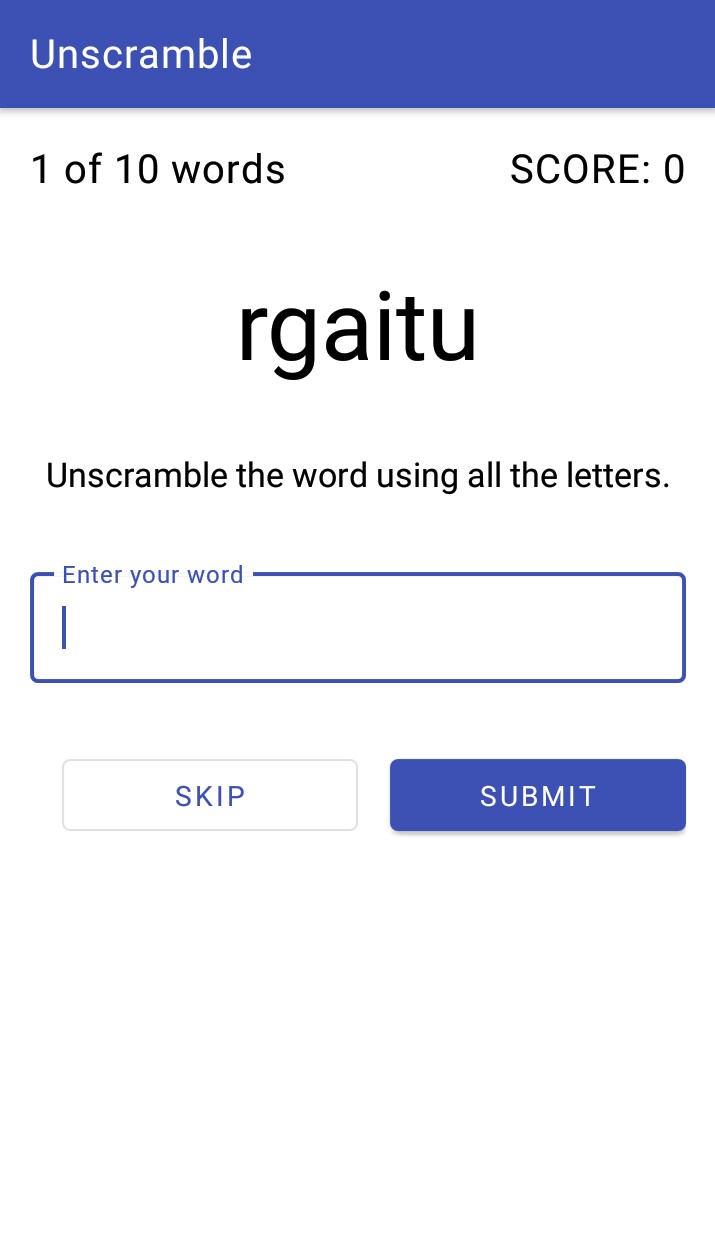 Unscramble
1 of 10 words
SCORE: 0
rgaitu
Unscramble the word using all the letters.
Enter your word
SKIP
SUBMIT